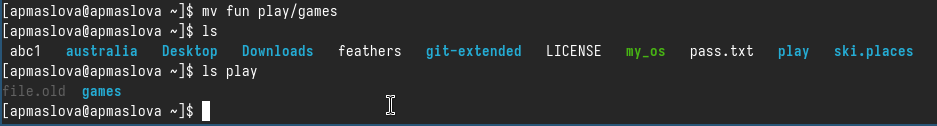 [apmaslova@apmaslova ~]$ mv fun play/games
[apmaslova@apmaslova ~]$ ls
abc1 australia Desktop Downloads feathers git-extended LICENSE my_os pass.txt play ski.places
[apmaslova@apmaslova ~]$ ls play
file.old games
[apmaslova@apmaslova ~]$